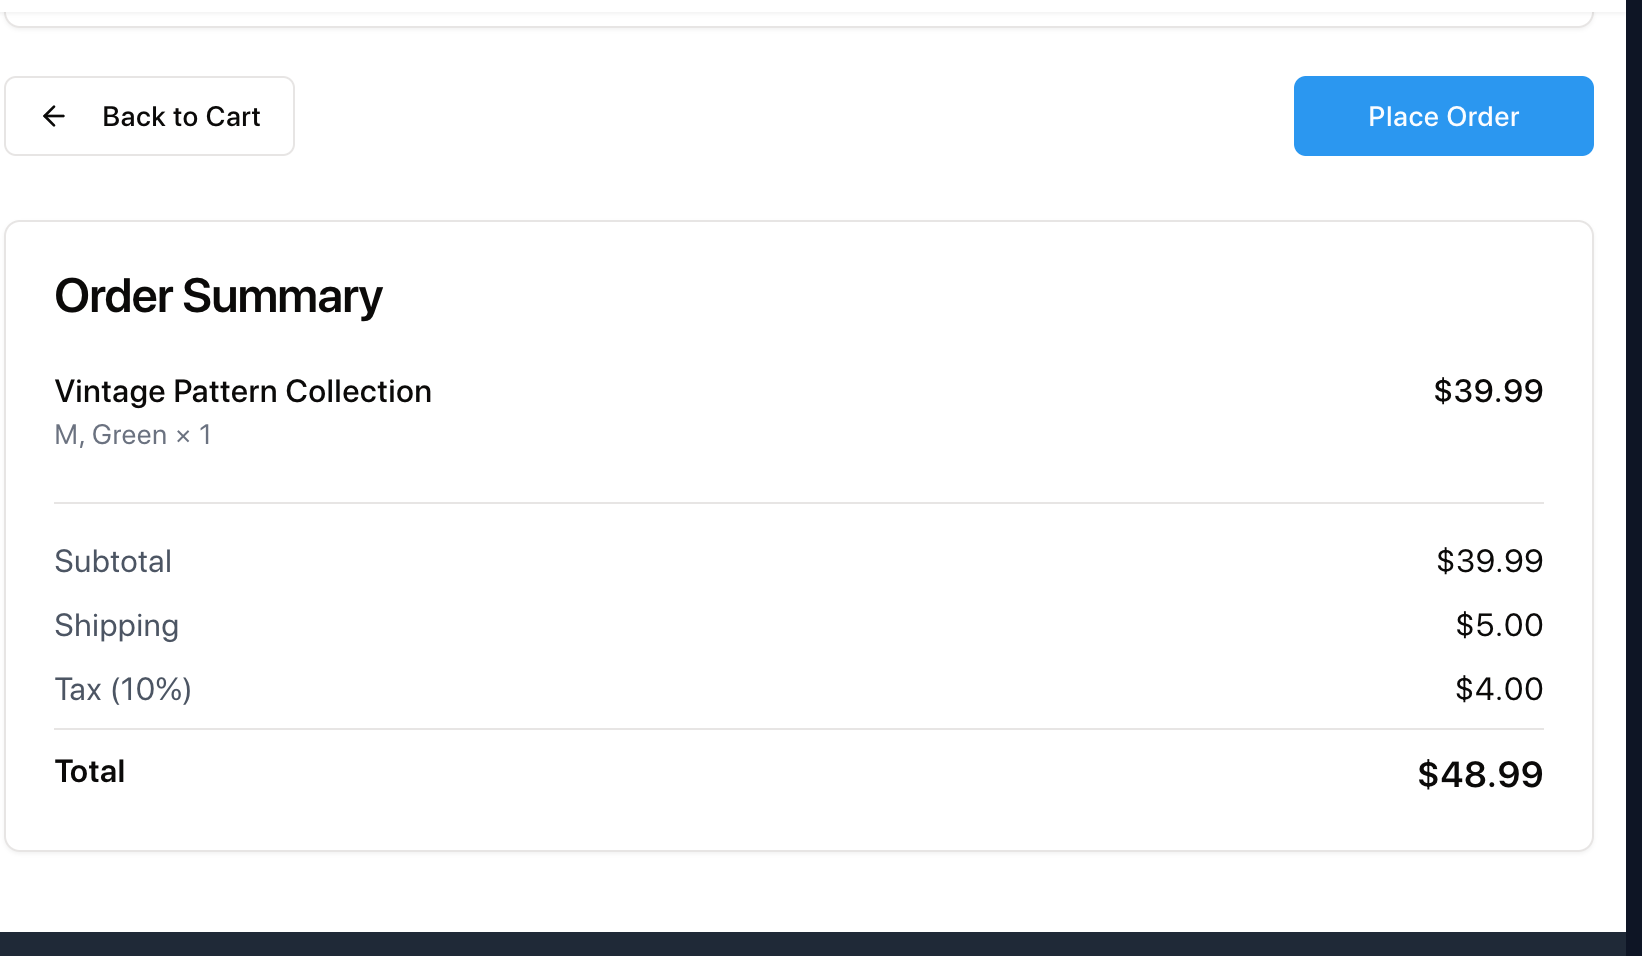 Back to Cart
Place Order
Order Summary
Vintage Pattern Collection $39.99
M, Green × 1
Subtotal $39.99
Shipping $5.00
Tax (10%) $4.00
Total $48.99